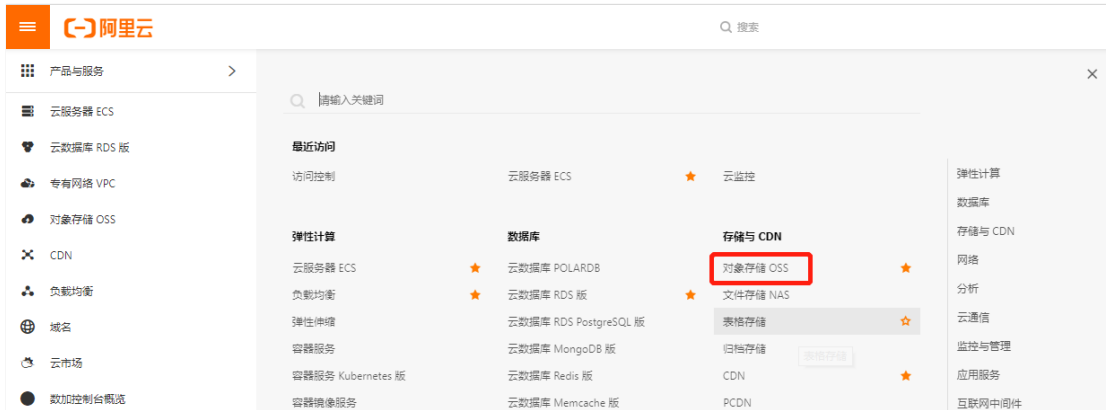 阿里云
搜索
产品与服务
云服务器 ECS
云数据库 RDS 版
专有网络 VPC
对象存储 OSS
CDN
负载均衡
域名
云市场
数加控制台概览
请输入关键词
最近访问
访问控制
云服务器 ECS
云监控
弹性计算
云服务器 ECS
负载均衡
弹性伸缩
容器服务
容器服务 Kubernetes 版
容器镜像服务
数据库
云数据库 POLARDB
云数据库 RDS 版
云数据库 RDS PostgreSQL 版
云数据库 MongoDB 版
云数据库 Redis 版
云数据库 Memcache 版
存储与 CDN
对象存储 OSS
文件存储 NAS
表格存储
归档存储
表格存储
CDN
PCDN
弹性计算
数据库
存储与 CDN
网络
分析
云通信
监控与管理
应用服务
互联网中间件